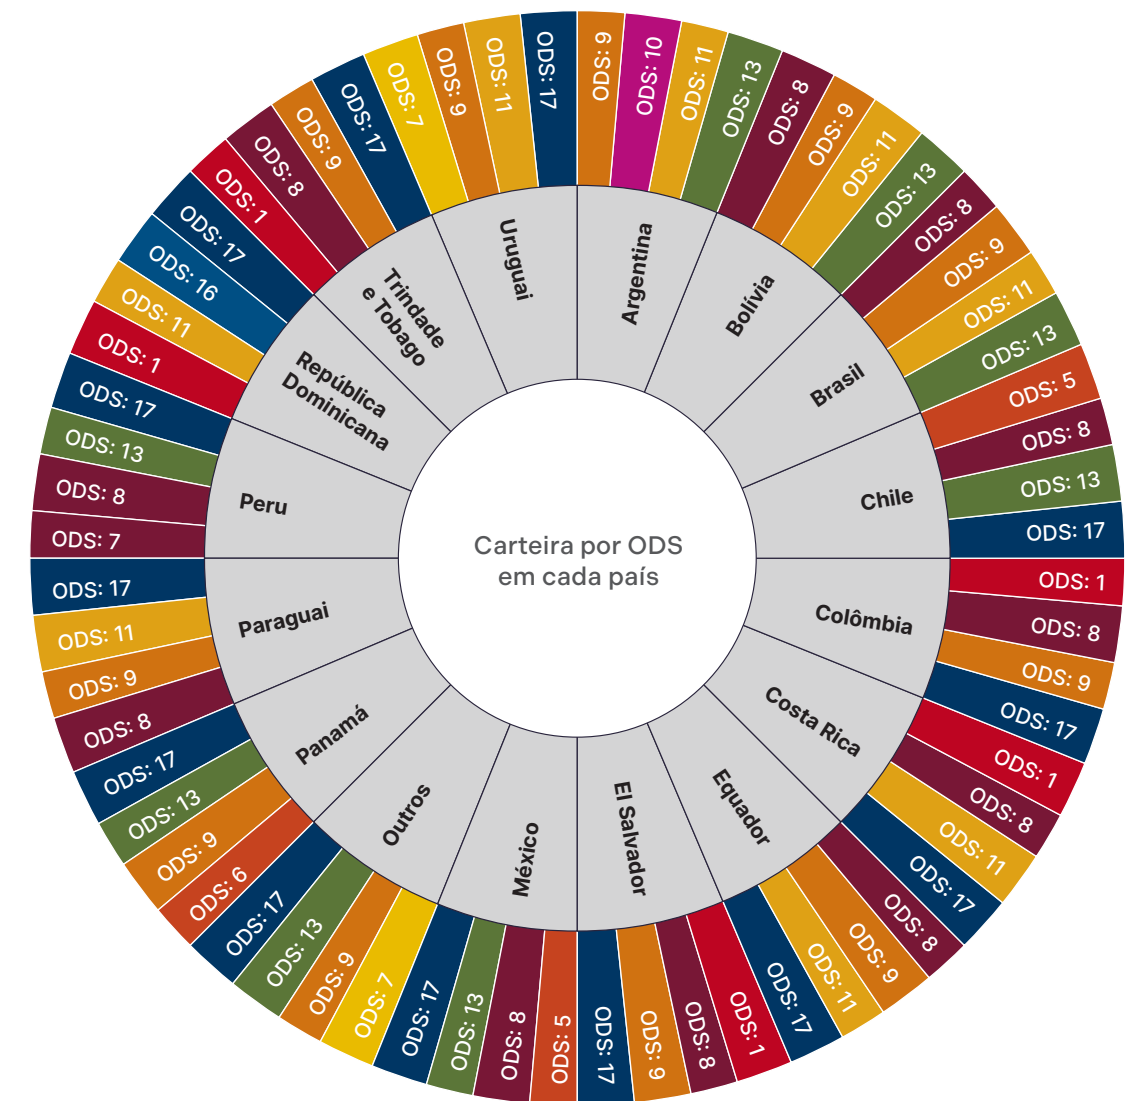 Carteira por ODS
em cada país
Argentina
ODS: 9
ODS: 10
ODS: 11
ODS: 13
Bolívia
ODS: 8
ODS: 9
ODS: 11
ODS: 13
Brasil
ODS: 8
ODS: 9
ODS: 11
ODS: 13
Chile
ODS: 5
ODS: 8
ODS: 13
ODS: 17
Colômbia
ODS: 1
ODS: 8
ODS: 9
ODS: 17
Costa Rica
ODS: 1
ODS: 8
ODS: 11
ODS: 17
Equador
ODS: 8
ODS: 9
ODS: 11
ODS: 17
El Salvador
ODS: 1
ODS: 8
ODS: 9
ODS: 17
México
ODS: 5
ODS: 8
ODS: 13
ODS: 17
Outros
ODS: 7
ODS: 9
ODS: 13
ODS: 17
Panamá
ODS: 6
ODS: 9
ODS: 13
ODS: 17
Paraguai
ODS: 8
ODS: 9
ODS: 11
ODS: 17
Peru
ODS: 7
ODS: 8
ODS: 13
ODS: 17
República
Dominicana
ODS: 1
ODS: 11
ODS: 16
ODS: 17
Trindade
e Tobago
ODS: 1
ODS: 8
ODS: 9
ODS: 17
Uruguai
ODS: 7
ODS: 9
ODS: 11
ODS: 17